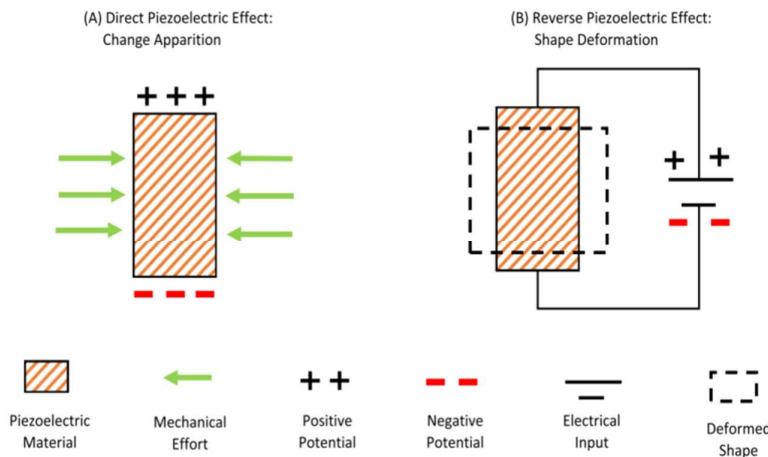 (A) Direct Piezoelectric Effect:
Change Apparition
(B) Reverse Piezoelectric Effect:
Shape Deformation
+ + +
+ +
Piezoelectric
Material
Mechanical
Effort
+ +
Positive
Potential
Negative
Potential
Electrical
Input
Deformed
Shape